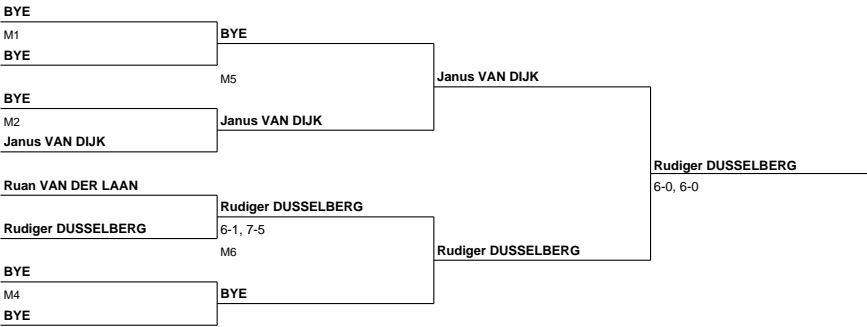 BYE
M1
BYE
BYE
M5
BYE
M2
Janus VAN DIJK
Janus VAN DIJK
Janus VAN DIJK
Ruan VAN DER LAAN
Rudiger DUSSELBERG
Rudiger DUSSELBERG
6-1, 7-5
M6
BYE
M4
BYE
BYE
Rudiger DUSSELBERG
Rudiger DUSSELBERG
6-0, 6-0